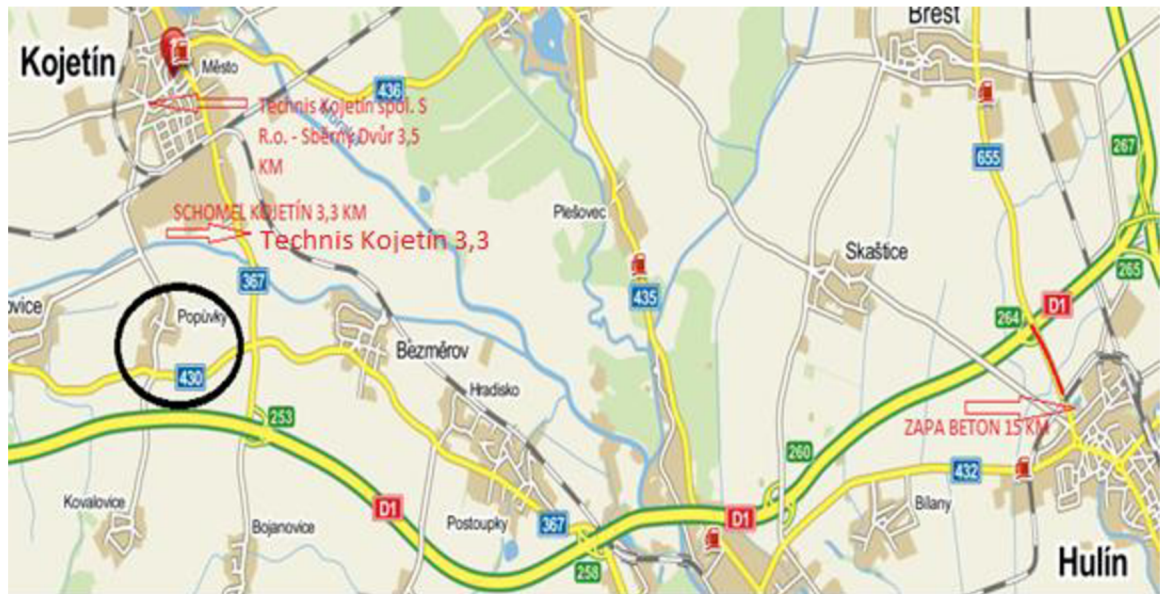 Břest
Kojetín
Město
436
Technis Kojetín spol. S
R.o. - Sběrný Dvůr 3,5
KM
655
267
SCHOMEL KOJETÍN 3,3 KM
Technis Kojetín 3,3
Plešovec
Skaštice
265
367
435
264
D1
ovice
Popůvky
Bezměrov
430
Hradisko
253
ZAPA BETON 15 KM
260
432
Kovalovice
D1
Bojanovice
Postoupky
367
D1
Bílany
258
Hulín